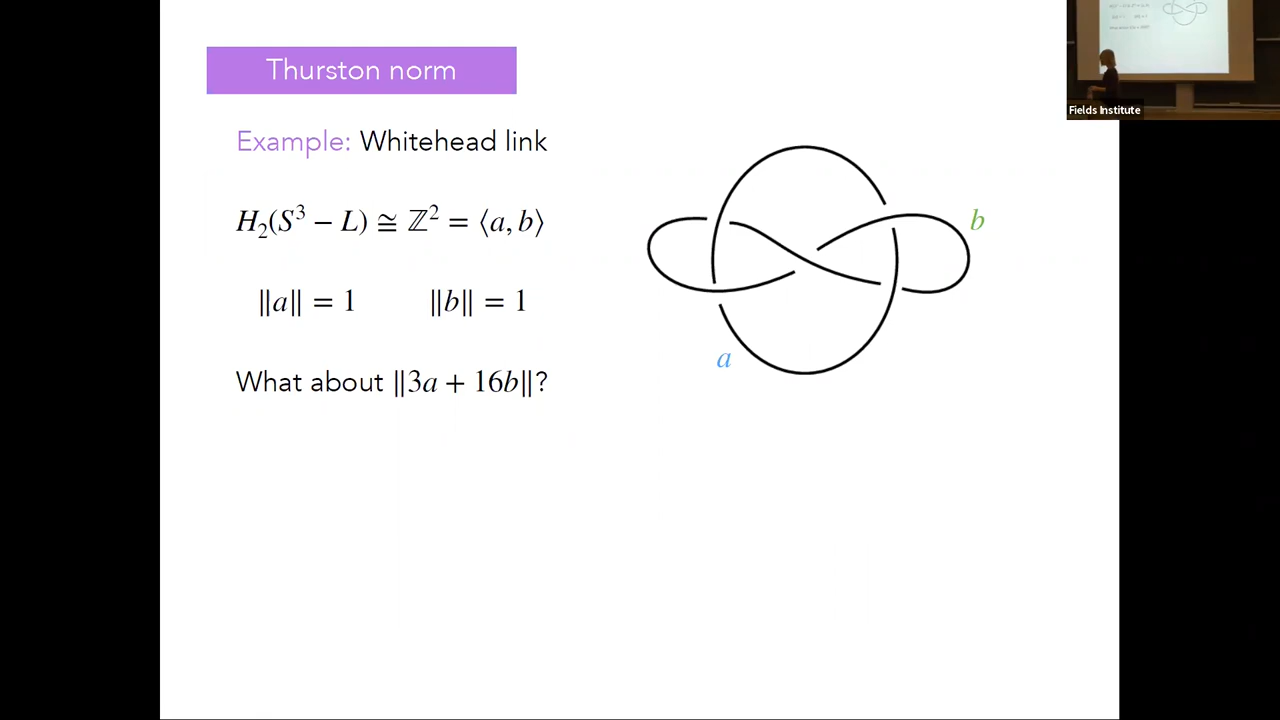 Thurston norm
Example: Whitehead link
H₂(S³ − L) ≅ ℤ² = ⟨a, b⟩
‖a‖ = 1 ‖b‖ = 1
What about ‖3a + 16b‖?
b
a
Fields Institute